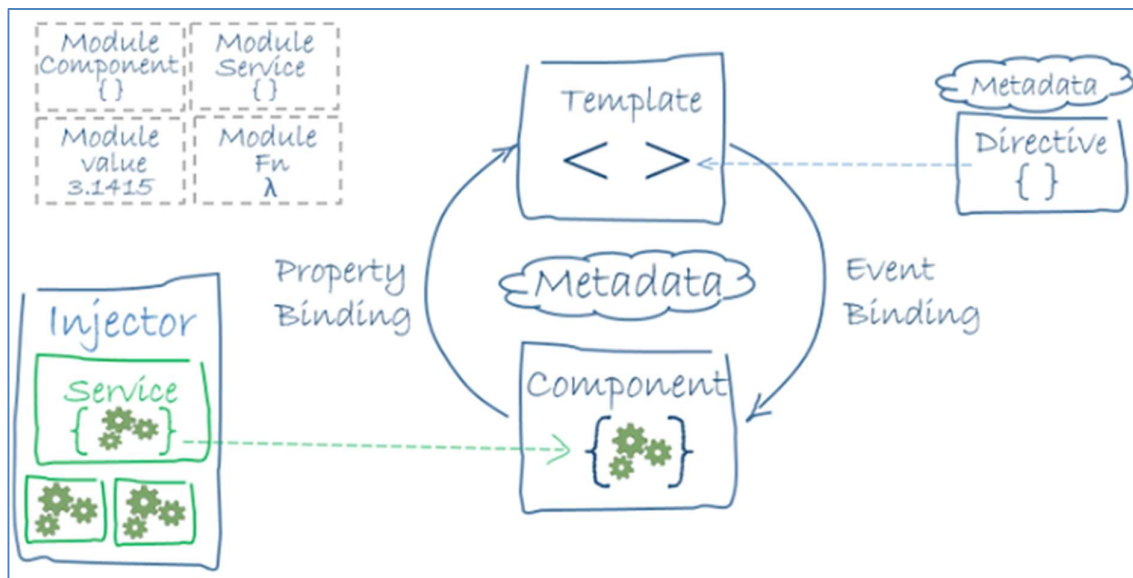 Module
Component
{ }
Module
Service
{ }
Module
value
3.1415
Module
Fn
λ
Template
< >
Metadata
Directive
{ }
Property
Binding
Metadata
Event
Binding
Injector
Service
{ }
Component
{ }